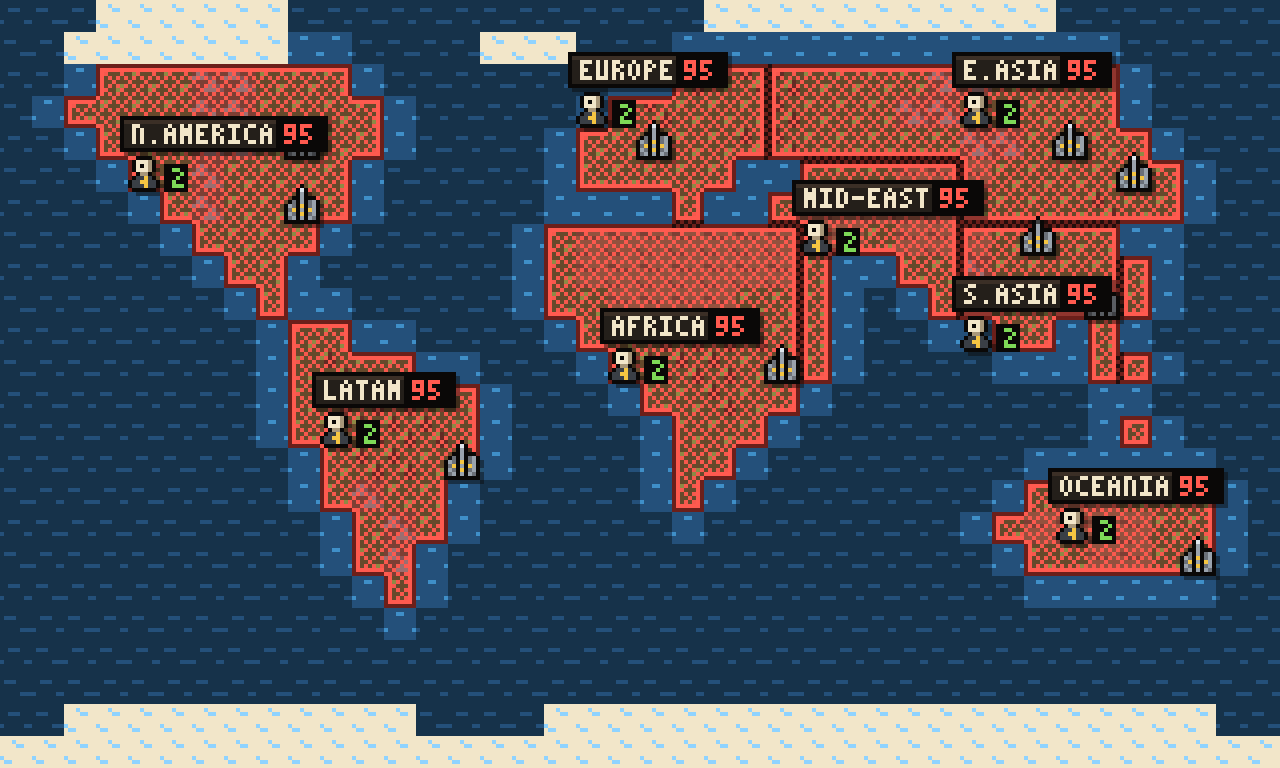 EUROPE 95
E.ASIA 95
2
2
N.AMERICA 95
2
MID-EAST 95
2
S.ASIA 95
AFRICA 95
2
2
LATAM 95
2
OCEANIA 95
2